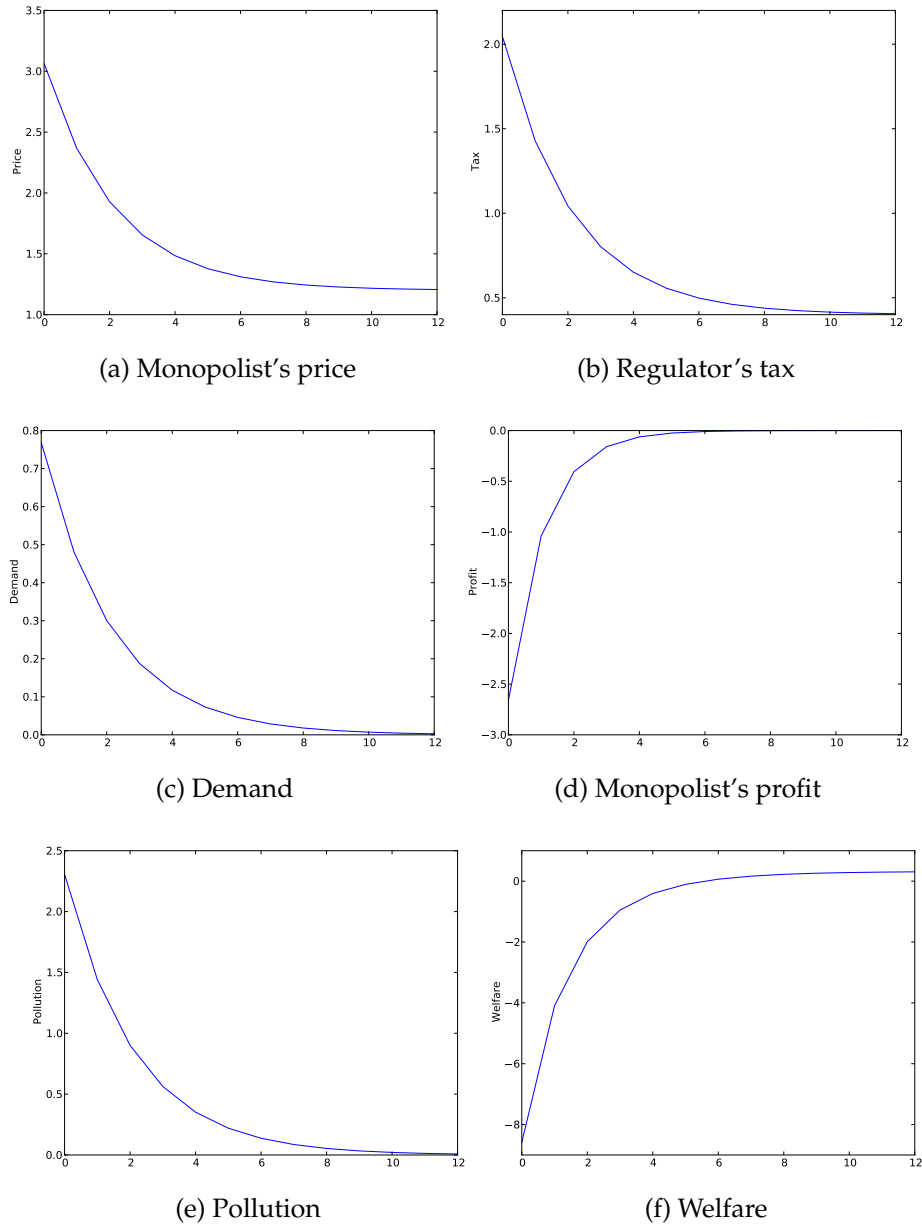 3.5
3.0
2.5
2.0
1.5
1.0
Price
0 2 4 6 8 10 12
(a) Monopolist's price
2.0
1.5
1.0
0.5
Tax
0 2 4 6 8 10 12
(b) Regulator's tax
0.8
0.7
0.6
0.5
0.4
0.3
0.2
0.1
0.0
Demand
0 2 4 6 8 10 12
(c) Demand
0.0
−0.5
−1.0
−1.5
−2.0
−2.5
−3.0
Profit
0 2 4 6 8 10 12
(d) Monopolist's profit
2.5
2.0
1.5
1.0
0.5
0.0
Pollution
0 2 4 6 8 10 12
(e) Pollution
0
−2
−4
−6
−8
Welfare
0 2 4 6 8 10 12
(f) Welfare